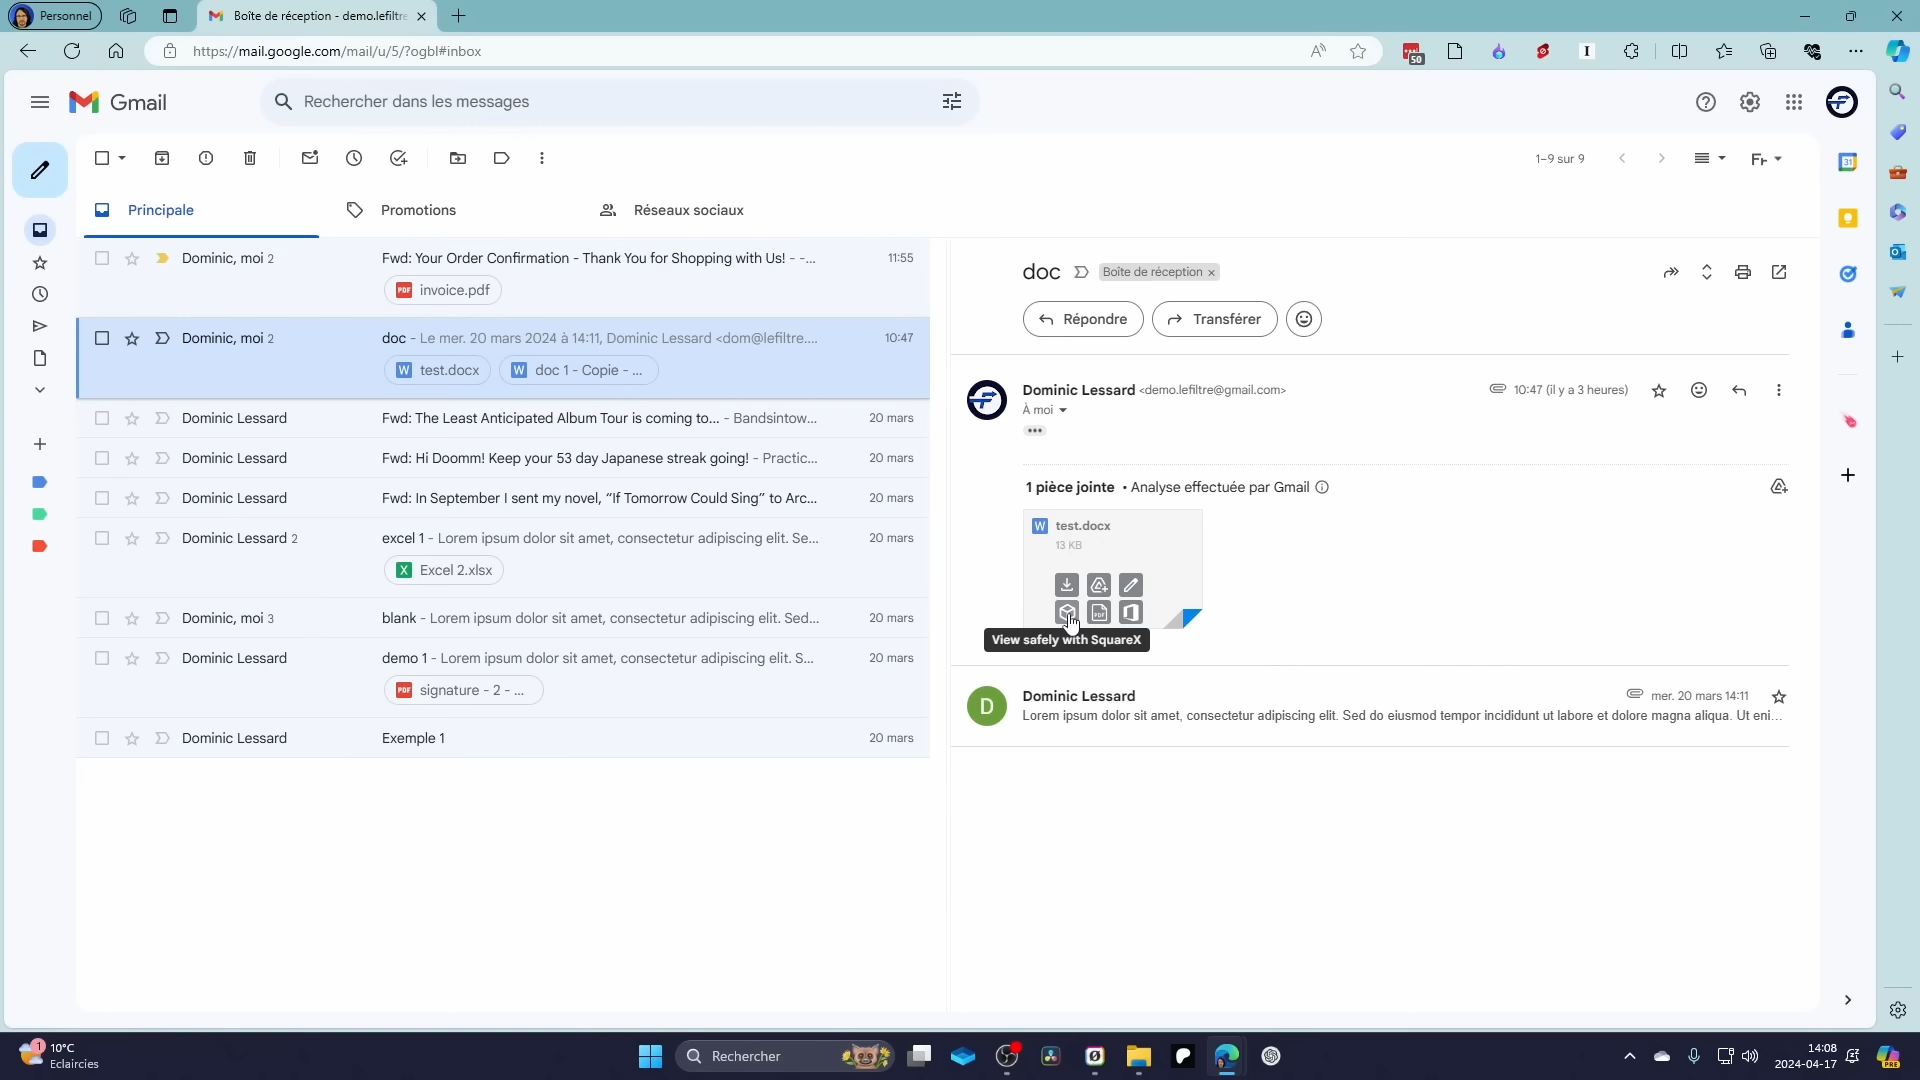 Personnel
Boîte de réception - demo.lefiltre
https://mail.google.com/mail/u/5/?ogbl#inbox
50
Gmail
Rechercher dans les messages
1–9 sur 9
Fr
Principale
Promotions
Réseaux sociaux
31
Dominic, moi 2
Fwd: Your Order Confirmation - Thank You for Shopping with Us! - -...
11:55
PDF invoice.pdf
Dominic, moi 2
doc - Le mer. 20 mars 2024 à 14:11, Dominic Lessard <dom@lefiltre....
10:47
W test.docx
W doc 1 - Copie - ...
Dominic Lessard
Fwd: The Least Anticipated Album Tour is coming to... - Bandsintow...
20 mars
Dominic Lessard
Fwd: Hi Doomm! Keep your 53 day Japanese streak going! - Practic...
20 mars
Dominic Lessard
Fwd: In September I sent my novel, “If Tomorrow Could Sing” to Arc...
20 mars
Dominic Lessard 2
excel 1 - Lorem ipsum dolor sit amet, consectetur adipiscing elit. Se...
20 mars
X Excel 2.xlsx
Dominic, moi 3
blank - Lorem ipsum dolor sit amet, consectetur adipiscing elit. Sed...
20 mars
Dominic Lessard
demo 1 - Lorem ipsum dolor sit amet, consectetur adipiscing elit. S...
20 mars
PDF signature - 2 - ...
Dominic Lessard
Exemple 1
20 mars
doc
Boîte de réception ×
Répondre
Transférer
Dominic Lessard <demo.lefiltre@gmail.com>
10:47 (il y a 3 heures)
À moi
1 pièce jointe • Analyse effectuée par Gmail
W test.docx
13 KB
PDF
View safely with SquareX
D
Dominic Lessard
mer. 20 mars 14:11
Lorem ipsum dolor sit amet, consectetur adipiscing elit. Sed do eiusmod tempor incididunt ut labore et dolore magna aliqua. Ut eni...
1
10°C
Eclaircies
Rechercher
14:08
2024-04-17
PRE